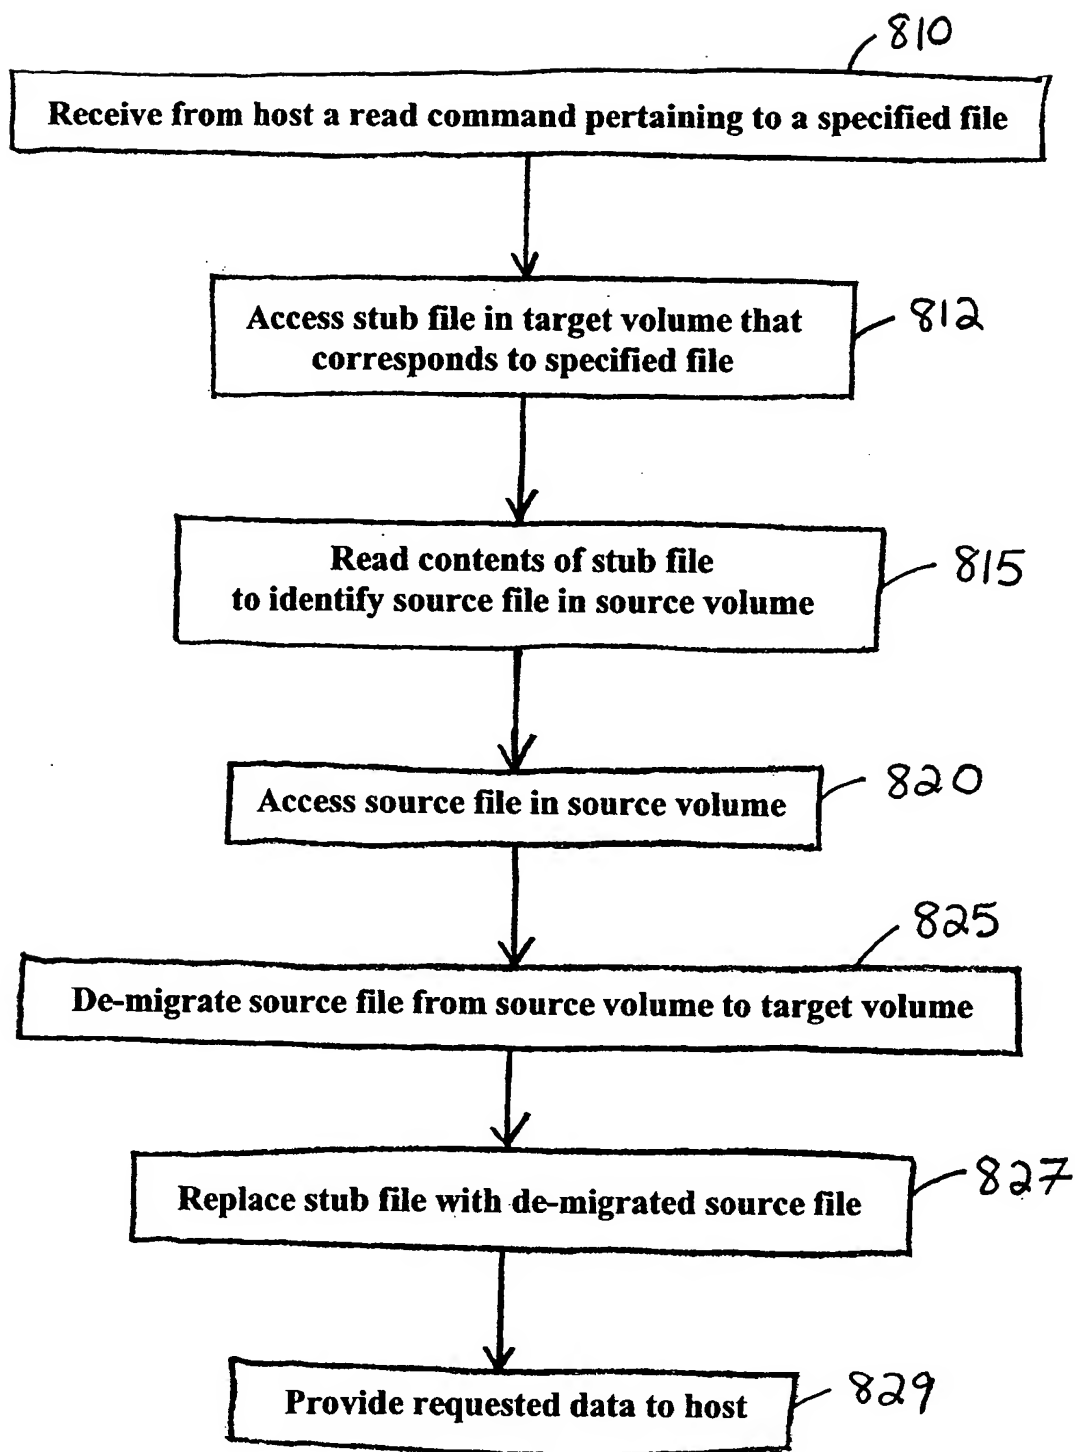 810
Receive from host a read command pertaining to a specified file
Access stub file in target volume that
corresponds to specified file
812
Read contents of stub file
to identify source file in source volume
815
Access source file in source volume
820
825
De-migrate source file from source volume to target volume
Replace stub file with de-migrated source file
827
Provide requested data to host
829